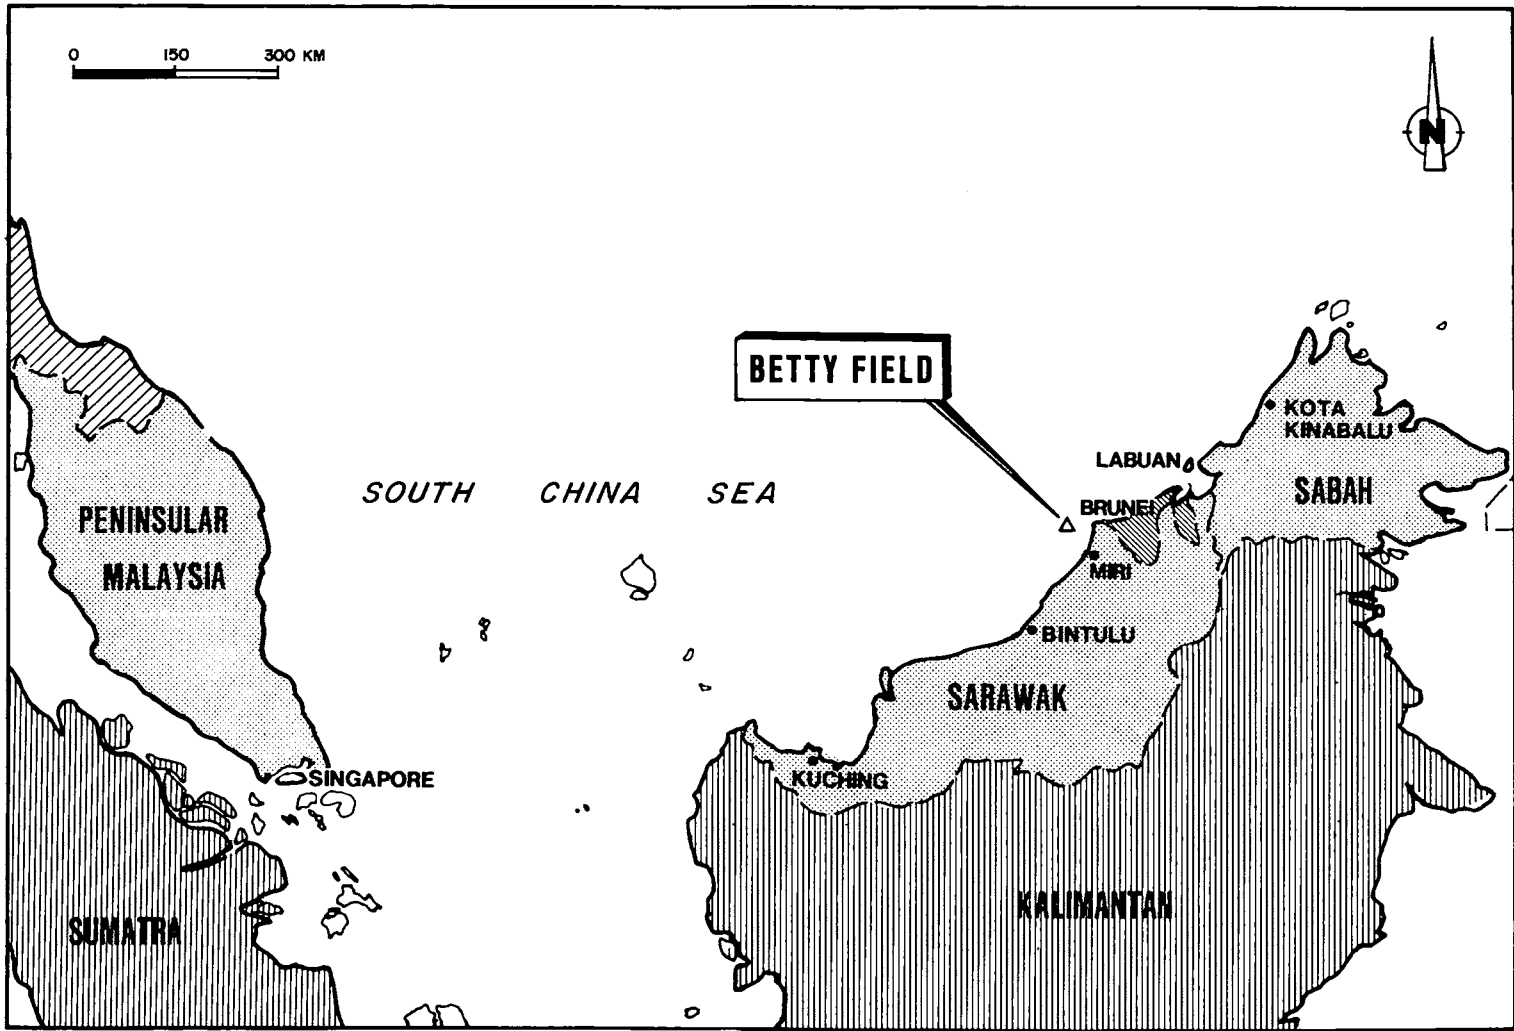 0 150 300 KM
N
BETTY FIELD
KOTA
KINABALU
LABUAN
SABAH
SOUTH CHINA SEA
BRUNEI
PENINSULAR
MALAYSIA
MIRI
BINTULU
SARAWAK
SINGAPORE
KUCHING
KALIMANTAN
SUMATRA